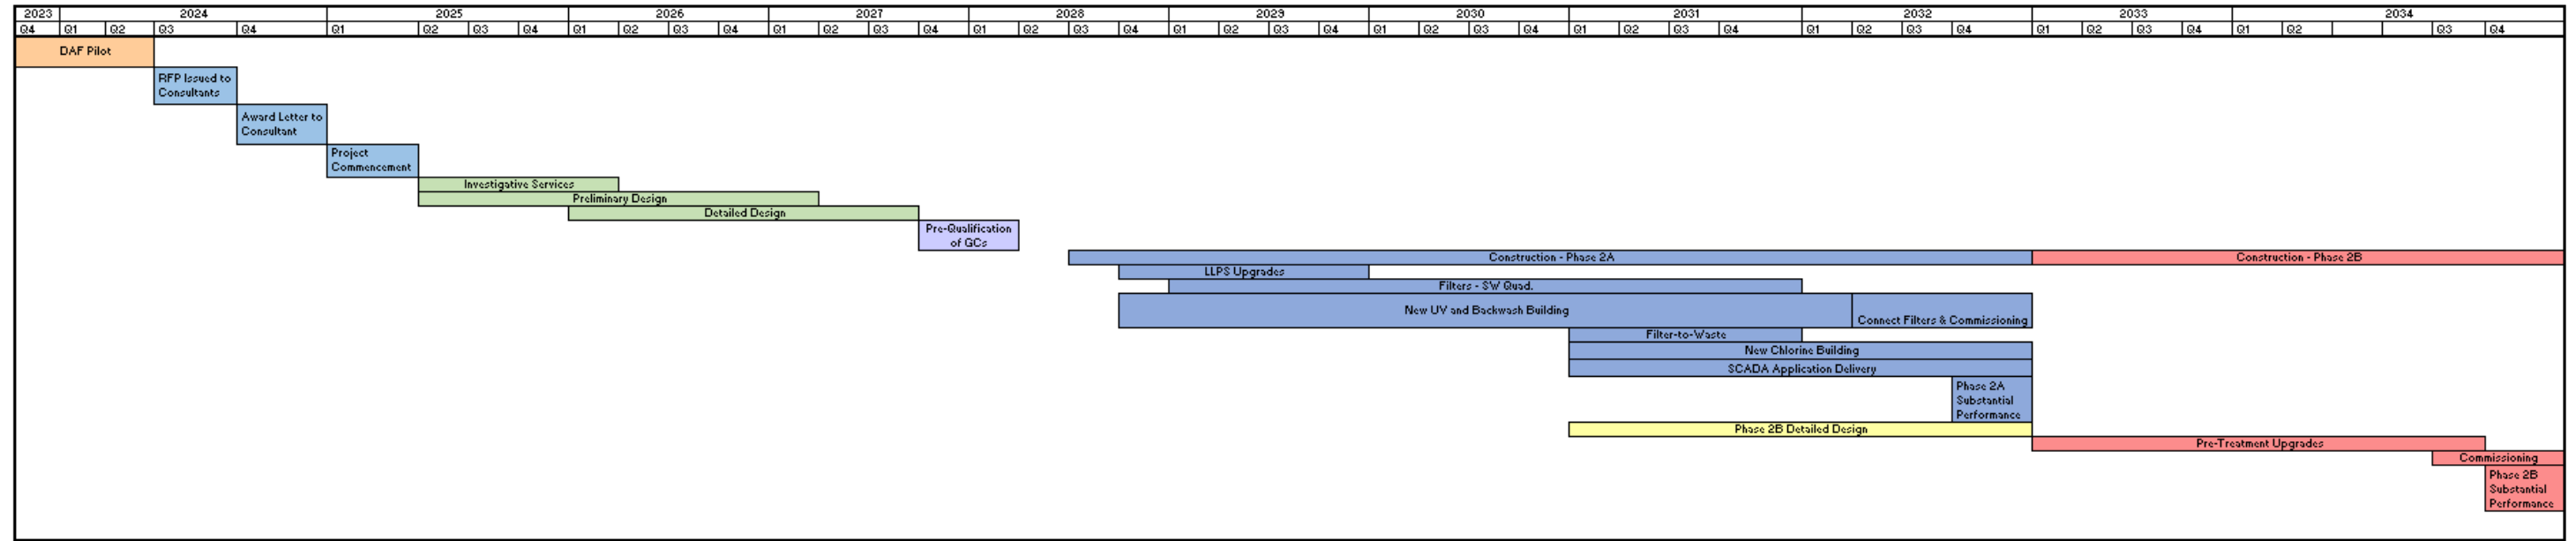 2023 2024 2025 2026 2027 2028 2029 2030 2031 2032 2033 2034
Q4 Q1 Q2 Q3 Q4 Q1 Q2 Q3 Q4 Q1 Q2 Q3 Q4 Q1 Q2 Q3 Q4 Q1 Q2 Q3 Q4 Q1 Q2 Q3 Q4 Q1 Q2 Q3 Q4 Q1 Q2 Q3 Q4 Q1 Q2 Q3 Q4 Q1 Q2 Q3 Q4 Q1 Q2 Q3 Q4
DAF Pilot
RFP Issued to
Consultants
Award Letter to
Consultant
Project
Commencement
Investigative Services
Preliminary Design
Detailed Design
Pre-Qualification
of GCs
Construction - Phase 2A
Construction - Phase 2B
LLPS Upgrades
Filters - SW Quad.
New UV and Backwash Building
Connect Filters & Commissioning
Filter-to-Waste
New Chlorine Building
SCADA Application Delivery
Phase 2A
Substantial
Performance
Phase 2B Detailed Design
Pre-Treatment Upgrades
Commissioning
Phase 2B
Substantial
Performance